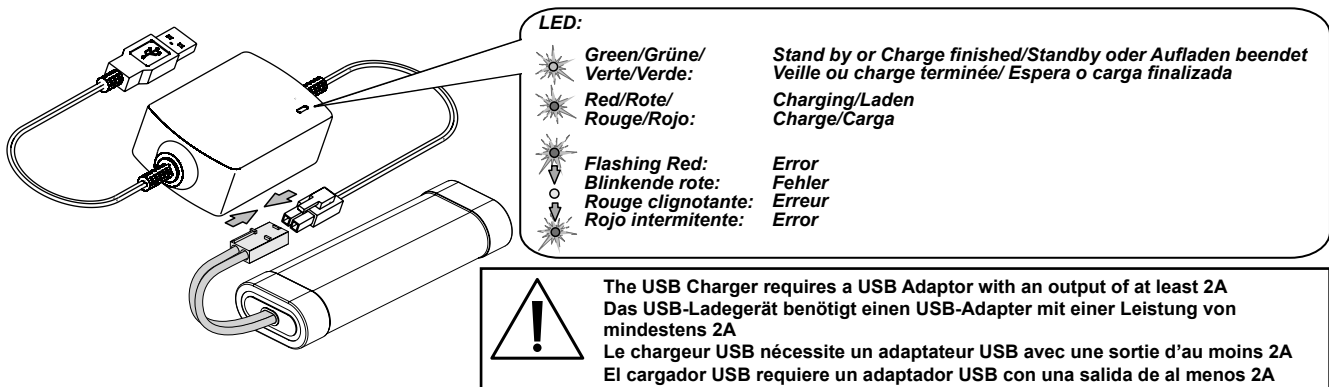 LED:
Green/Grüne/ Stand by or Charge finished/Standby oder Aufladen beendet
Verte/Verde: Veille ou charge terminée/ Espera o carga finalizada
Red/Rote/ Charging/Laden
Rouge/Rojo: Charge/Carga
Flashing Red: Error
Blinkende rote: Fehler
Rouge clignotante: Erreur
Rojo intermitente: Error
The USB Charger requires a USB Adaptor with an output of at least 2A
Das USB-Ladegerät benötigt einen USB-Adapter mit einer Leistung von
mindestens 2A
Le chargeur USB nécessite un adaptateur USB avec une sortie d'au moins 2A
El cargador USB requiere un adaptador USB con una salida de al menos 2A